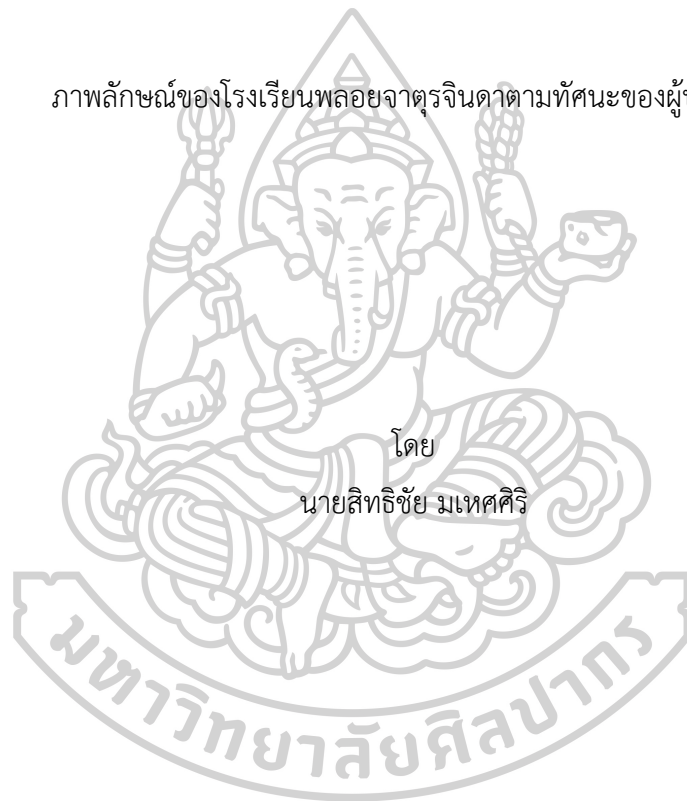 ภาพลักษณ์ของโรงเรียนพลอยจาตุรจินดาตามทัศนะของ
โดย
นายสิทธิชัย มเหศศิริ
มหาวิทยาลัยศิลปากร